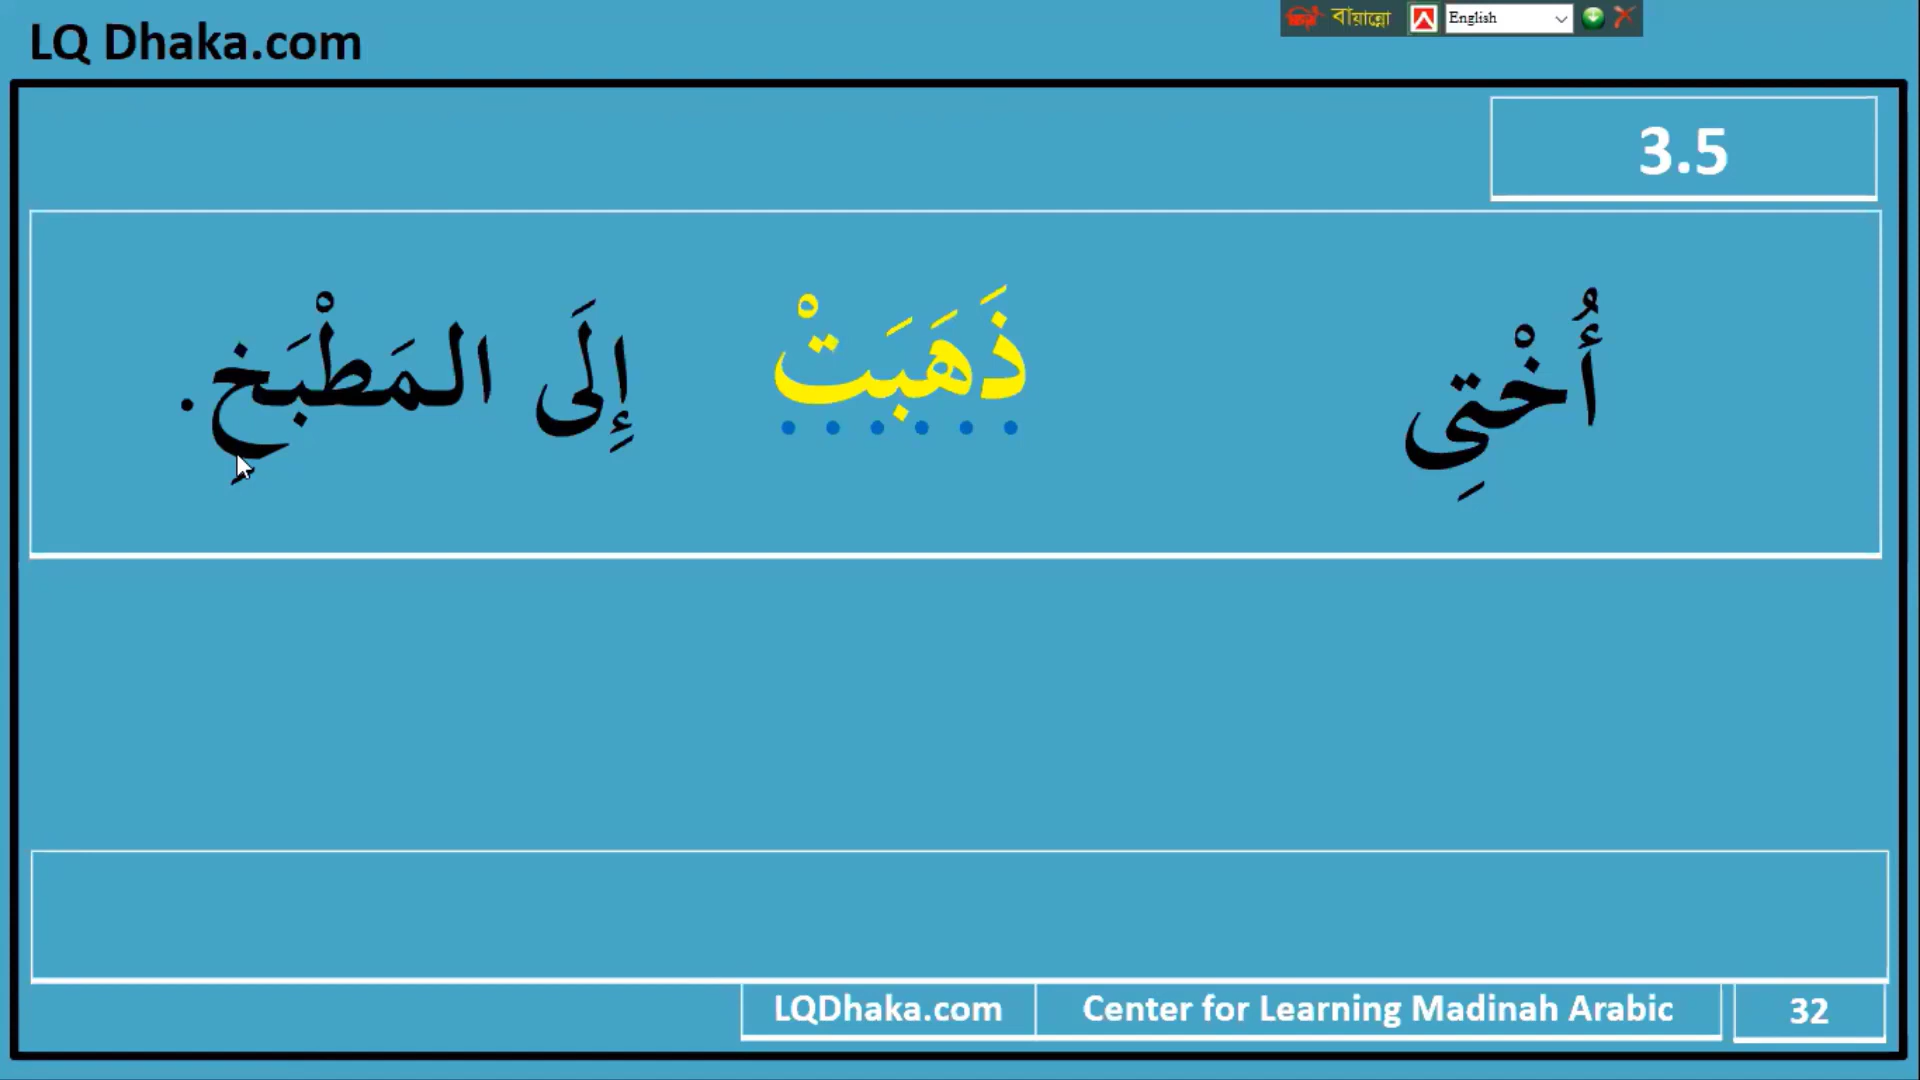 LQ Dhaka.com
বায়ান্নো
English
3.5
أُخْتِي ذَهَبَتْ إِلَى المَطْبَخِ.
LQDhaka.com
Center for Learning Madinah Arabic
32